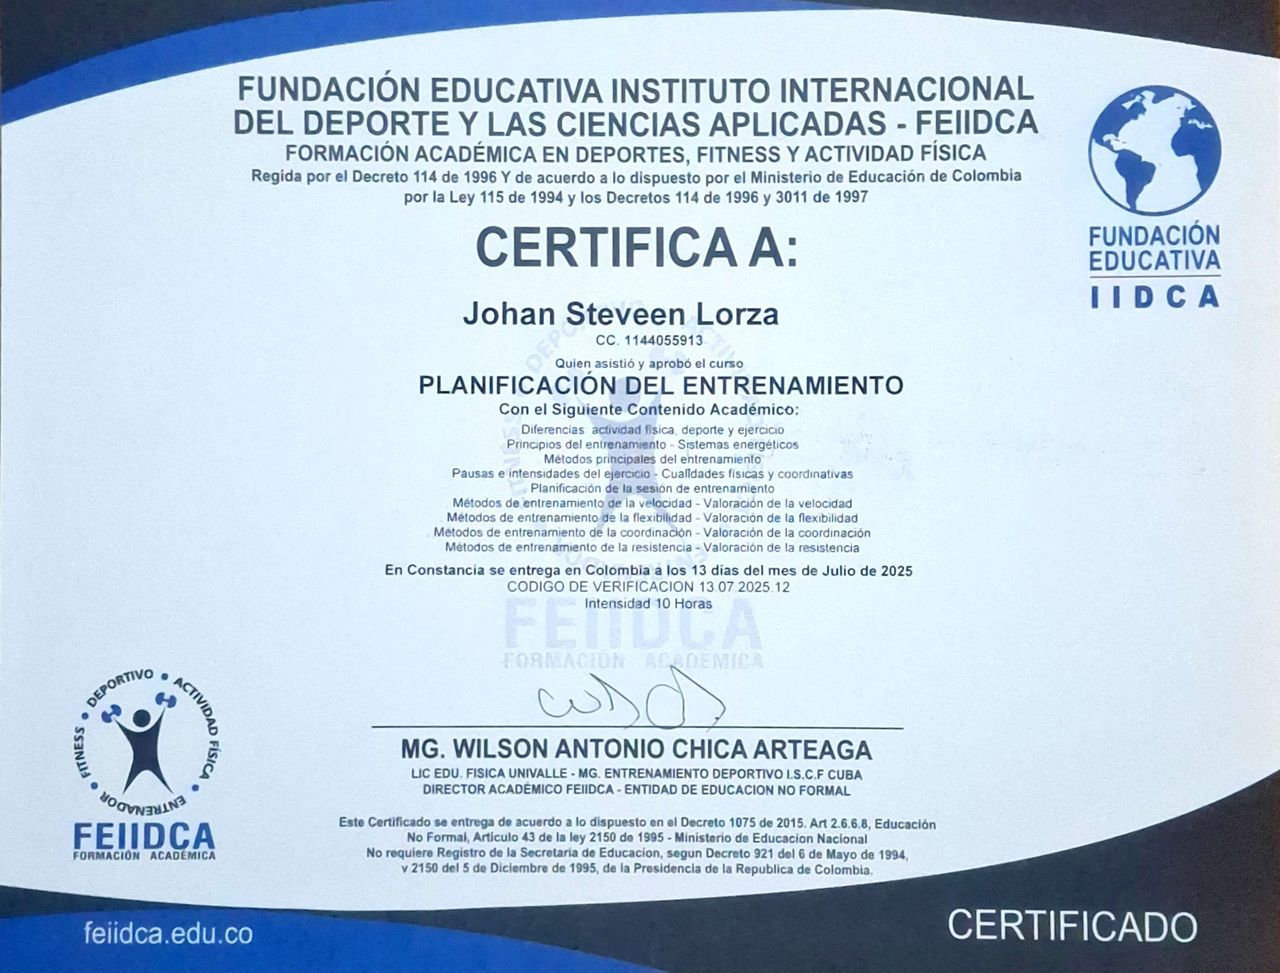 FUNDACIÓN EDUCATIVA INSTITUTO INTERNACIONAL
DEL DEPORTE Y LAS CIENCIAS APLICADAS - FEIIDCA
FORMACIÓN ACADÉMICA EN DEPORTES, FITNESS Y ACTIVIDAD FÍSICA
Regida por el Decreto 114 de 1996 Y de acuerdo a lo dispuesto por el Ministerio de Educación de Colombia
por la Ley 115 de 1994 y los Decretos 114 de 1996 y 3011 de 1997
FUNDACIÓN
EDUCATIVA
IIDCA
CERTIFICA A:
Johan Steveen Lorza
CC. 1144055913
Quien asistió y aprobó el curso
PLANIFICACIÓN DEL ENTRENAMIENTO
Con el Siguiente Contenido Académico:
Diferencias actividad física, deporte y ejercicio
Principios del entrenamiento - Sistemas energéticos
Métodos principales del entrenamiento
Pausas e intensidades del ejercicio - Cualidades físicas y coordinativas
Planificación de la sesión de entrenamiento
Métodos de entrenamiento de la velocidad - Valoración de la velocidad
Métodos de entrenamiento de la flexibilidad - Valoración de la flexibilidad
Métodos de entrenamiento de la coordinación - Valoración de la coordinación
Métodos de entrenamiento de la resistencia - Valoración de la resistencia
En Constancia se entrega en Colombia a los 13 días del mes de Julio de 2025
CODIGO DE VERIFICACION 13.07.2025.12
Intensidad 10 Horas
FEIIDCA
FORMACIÓN ACADÉMICA
MG. WILSON ANTONIO CHICA ARTEAGA
LIC EDU. FISICA UNIVALLE - MG. ENTRENAMIENTO DEPORTIVO I.S.C.F CUBA
DIRECTOR ACADÉMICO FEIIDCA - ENTIDAD DE EDUCACION NO FORMAL
Este Certificado se entrega de acuerdo a lo dispuesto en el Decreto 1075 de 2015. Art 2.6.6.8, Educación
No Formal, Articulo 43 de la ley 2150 de 1995 - Ministerio de Educacion Nacional
No requiere Registro de la Secretaria de Educacion, segun Decreto 921 del 6 de Mayo de 1994,
y 2150 del 5 de Diciembre de 1995, de la Presidencia de la Republica de Colombia.
ENTRENADOR • FITNESS • DEPORTIVO • ACTIVIDAD FÍSICA •
FEIIDCA
FORMACIÓN ACADÉMICA
feiidca.edu.co
CERTIFICADO